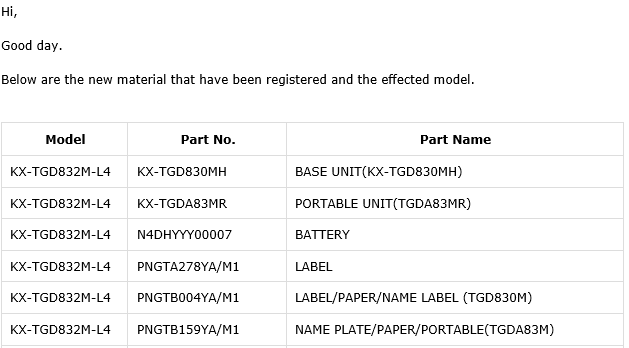 Hi,
Good day.
Below are the new material that have been registered and the effected model.
Model Part No. Part Name
KX-TGD832M-L4 KX-TGD830MH BASE UNIT(KX-TGD830MH)
KX-TGD832M-L4 KX-TGDA83MR PORTABLE UNIT(TGDA83MR)
KX-TGD832M-L4 N4DHYYY00007 BATTERY
KX-TGD832M-L4 PNGTA278YA/M1 LABEL
KX-TGD832M-L4 PNGTB004YA/M1 LABEL/PAPER/NAME LABEL (TGD830M)
KX-TGD832M-L4 PNGTB159YA/M1 NAME PLATE/PAPER/PORTABLE(TGDA83M)